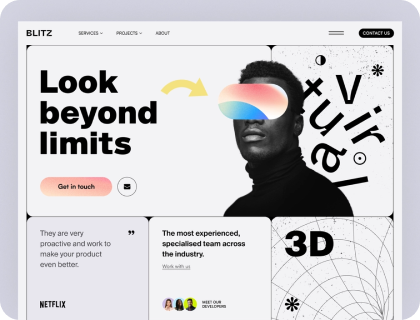 BLITZ
SERVICES
PROJECTS
ABOUT
CONTACT US
Look
beyond
limits
Virtual
Get in touch
They are very
proactive and work to
make your product
even better.
”
NETFLIX
The most experienced,
specialised team across
the industry.
Work with us
MEET OUR
DEVELOPERS
3D